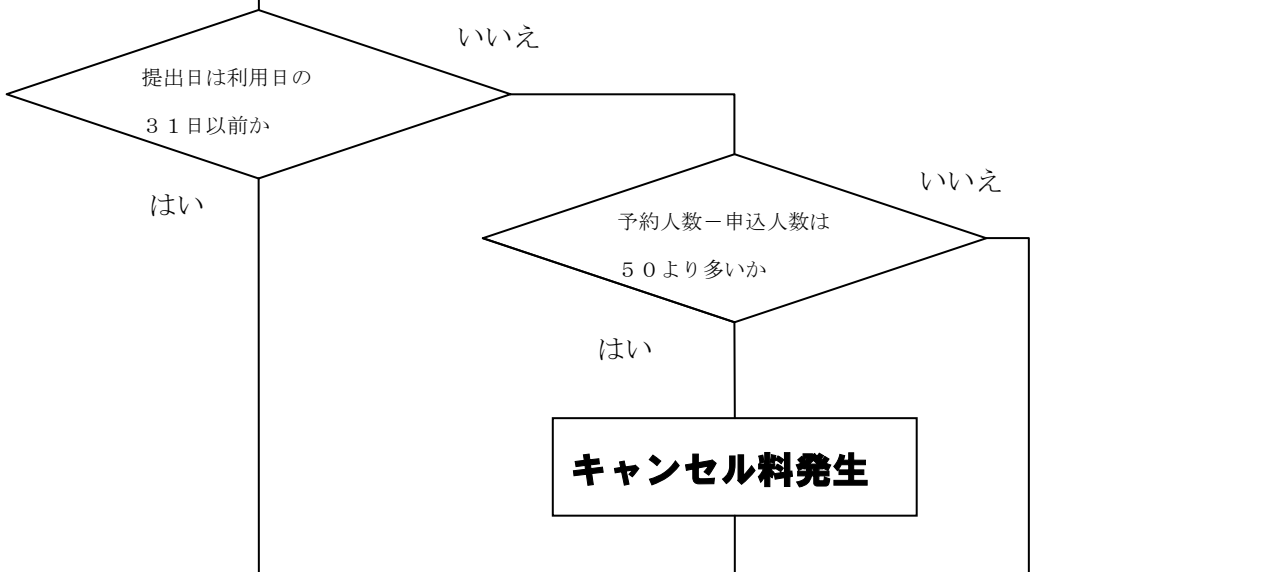 いいえ
提出日は利用日の
３１日以前か
はい
いいえ
予約人数－申込人数は
５０より多いか
はい
キャンセル料発生